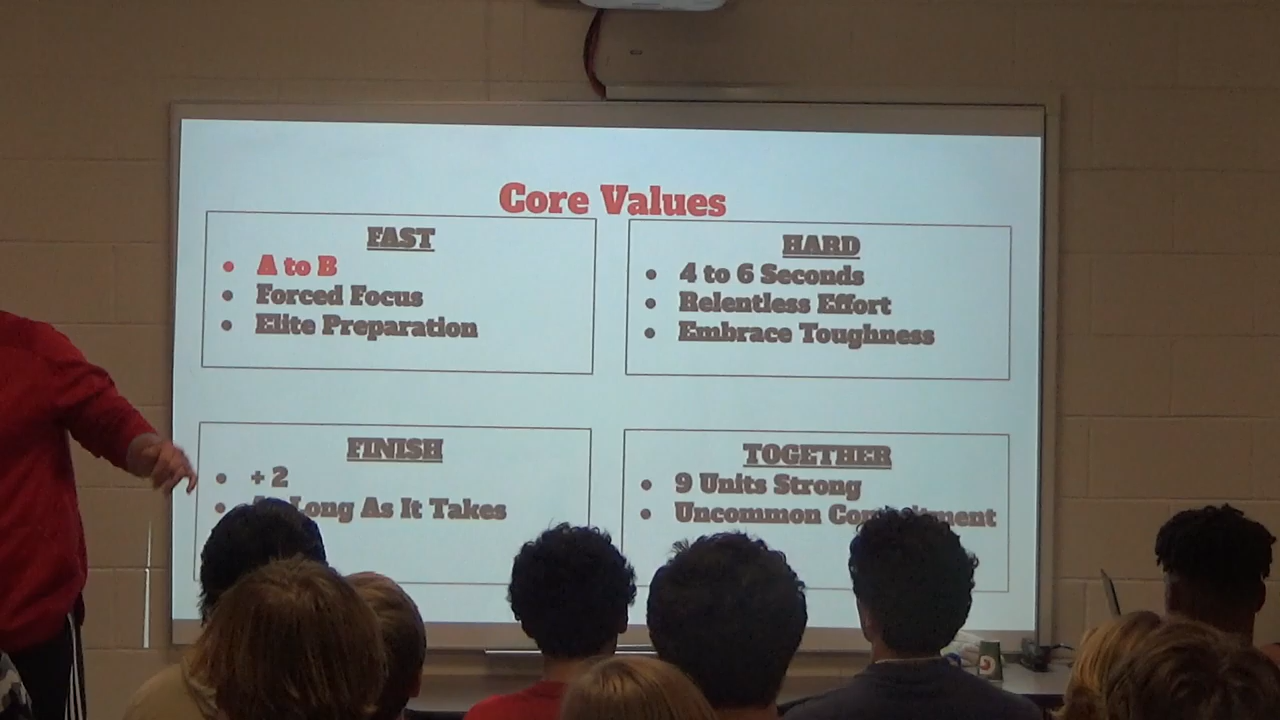 Core Values
FAST
A to B
Forced Focus
Elite Preparation
HARD
4 to 6 Seconds
Relentless Effort
Embrace Toughness
FINISH
+ 2
Long As It Takes
TOGETHER
9 Units Strong
Uncommon